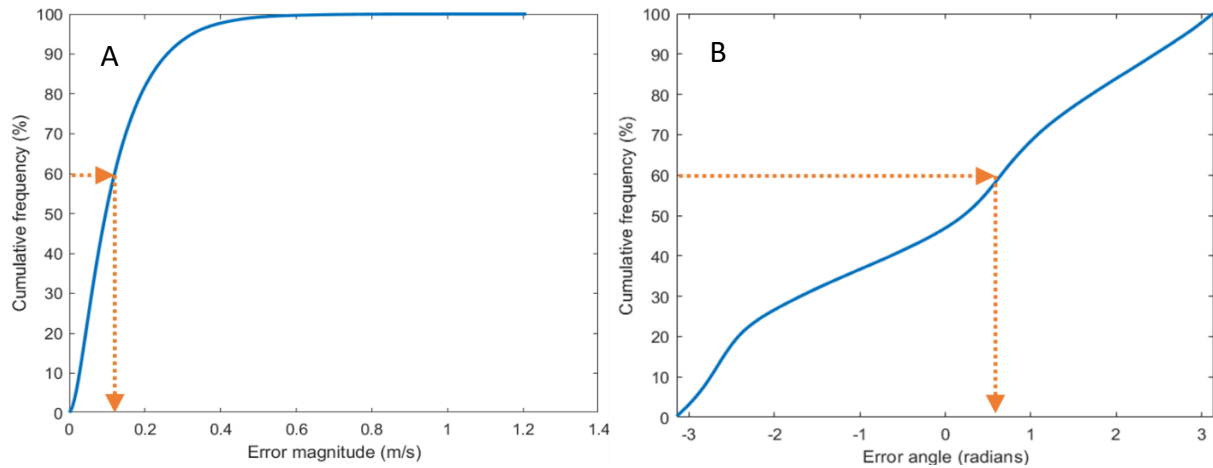 A
Cumulative frequency (%)
100
90
80
70
60
50
40
30
20
10
0
0 0.2 0.4 0.6 0.8 1 1.2 1.4
Error magnitude (m/s)
B
Cumulative frequency (%)
100
90
80
70
60
50
40
30
20
10
0
-3 -2 -1 0 1 2 3
Error angle (radians)